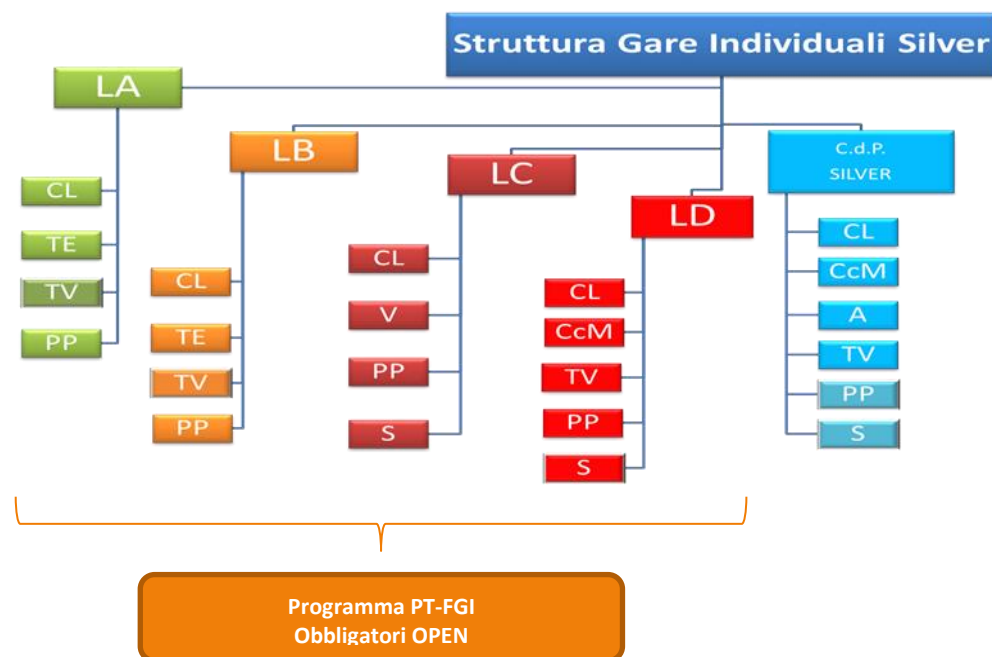 Struttura Gare Individuali Silver
LA
CL
TE
TV
PP
LB
CL
TE
TV
PP
LC
CL
V
PP
S
LD
CL
CcM
TV
PP
S
C.d.P.
SILVER
CL
CcM
A
TV
PP
S
Programma PT-FGI
Obbligatori OPEN